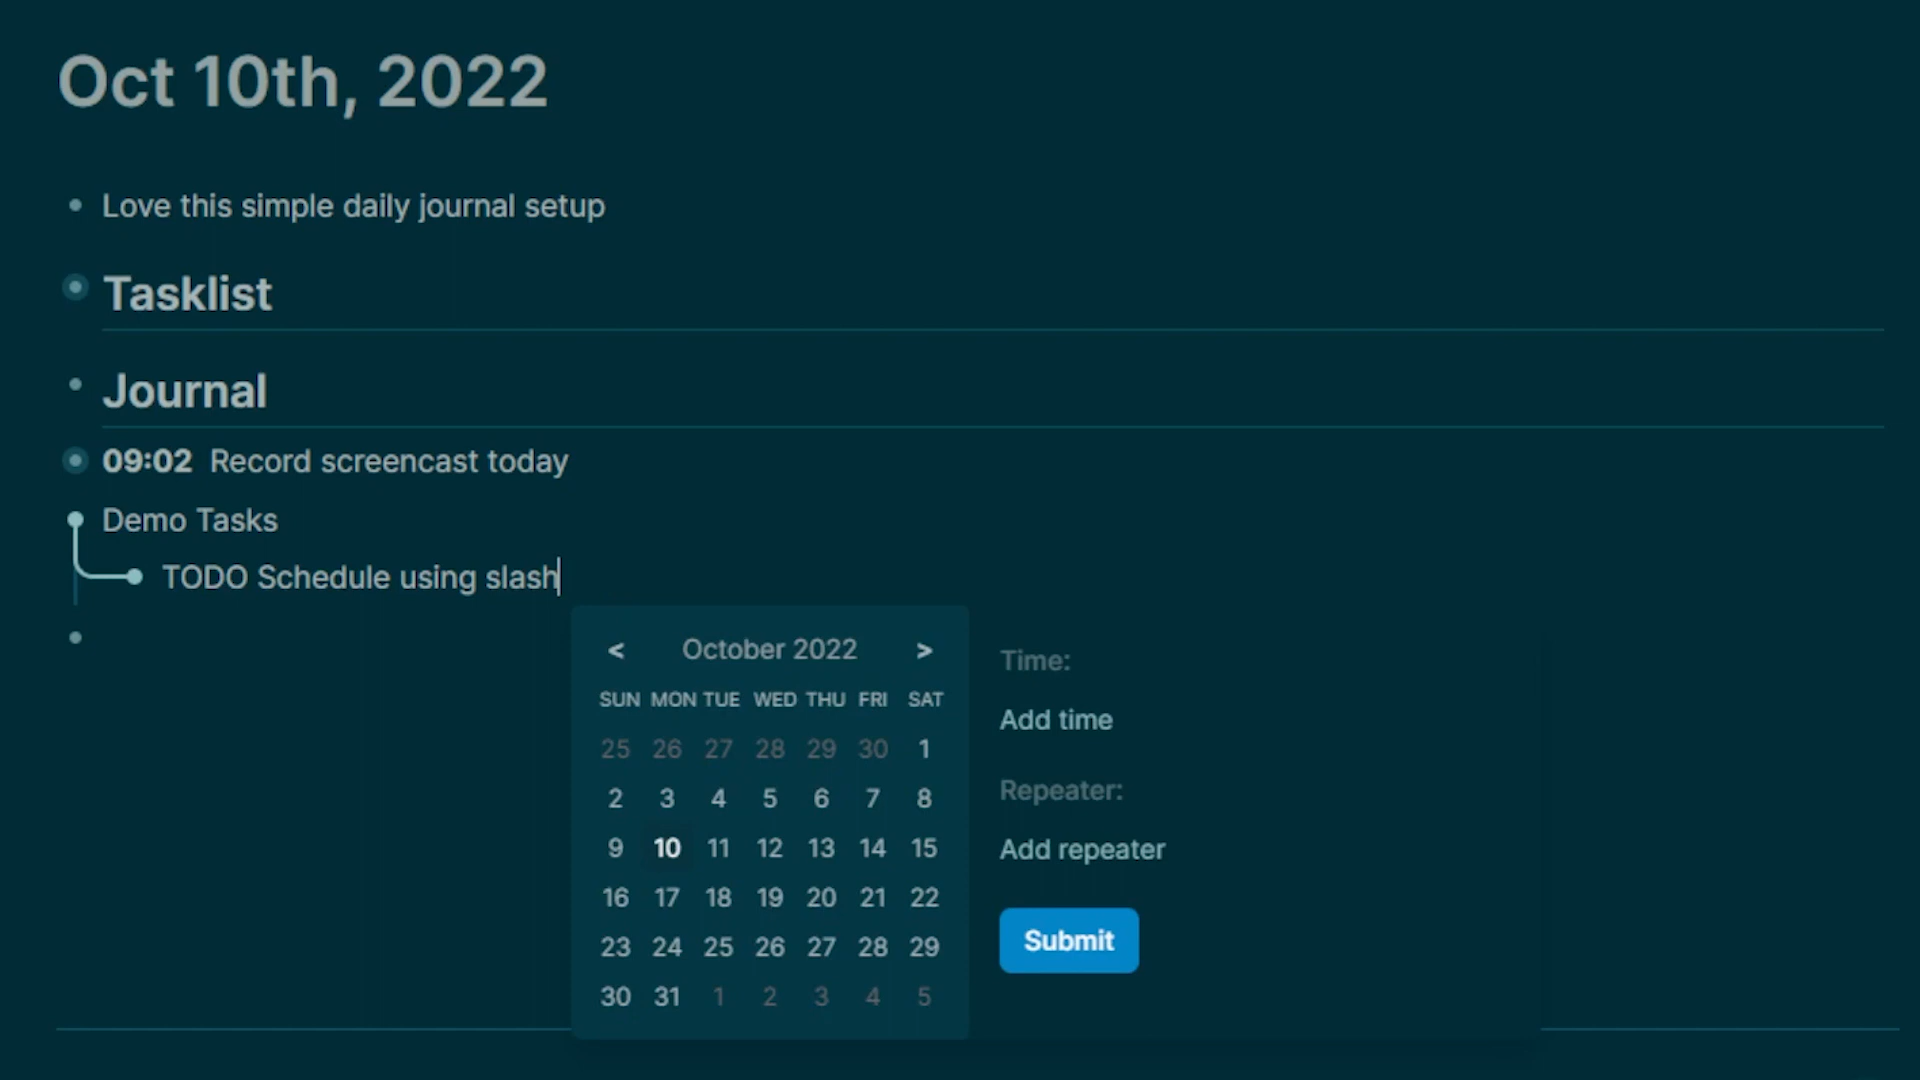 Oct 10th, 2022
Love this simple daily journal setup
Tasklist
Journal
09:02 Record screencast today
Demo Tasks
TODO Schedule using slash
< October 2022 >
SUN MON TUE WED THU FRI SAT
25 26 27 28 29 30 1
2 3 4 5 6 7 8
9 10 11 12 13 14 15
16 17 18 19 20 21 22
23 24 25 26 27 28 29
30 31 1 2 3 4 5
Time:
Add time
Repeater:
Add repeater
Submit